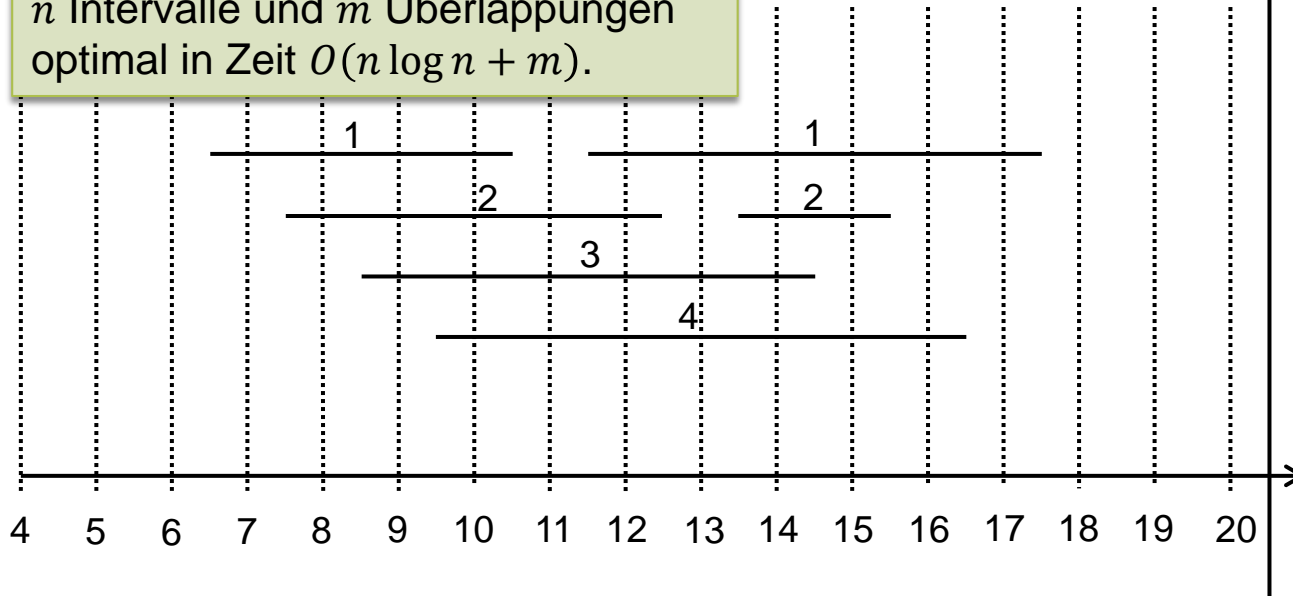 n Intervalle und m Überlappungen
optimal in Zeit O(n log n + m).
1 1
2 2
3
4
4 5 6 7 8 9 10 11 12 13 14 15 16 17 18 19 20